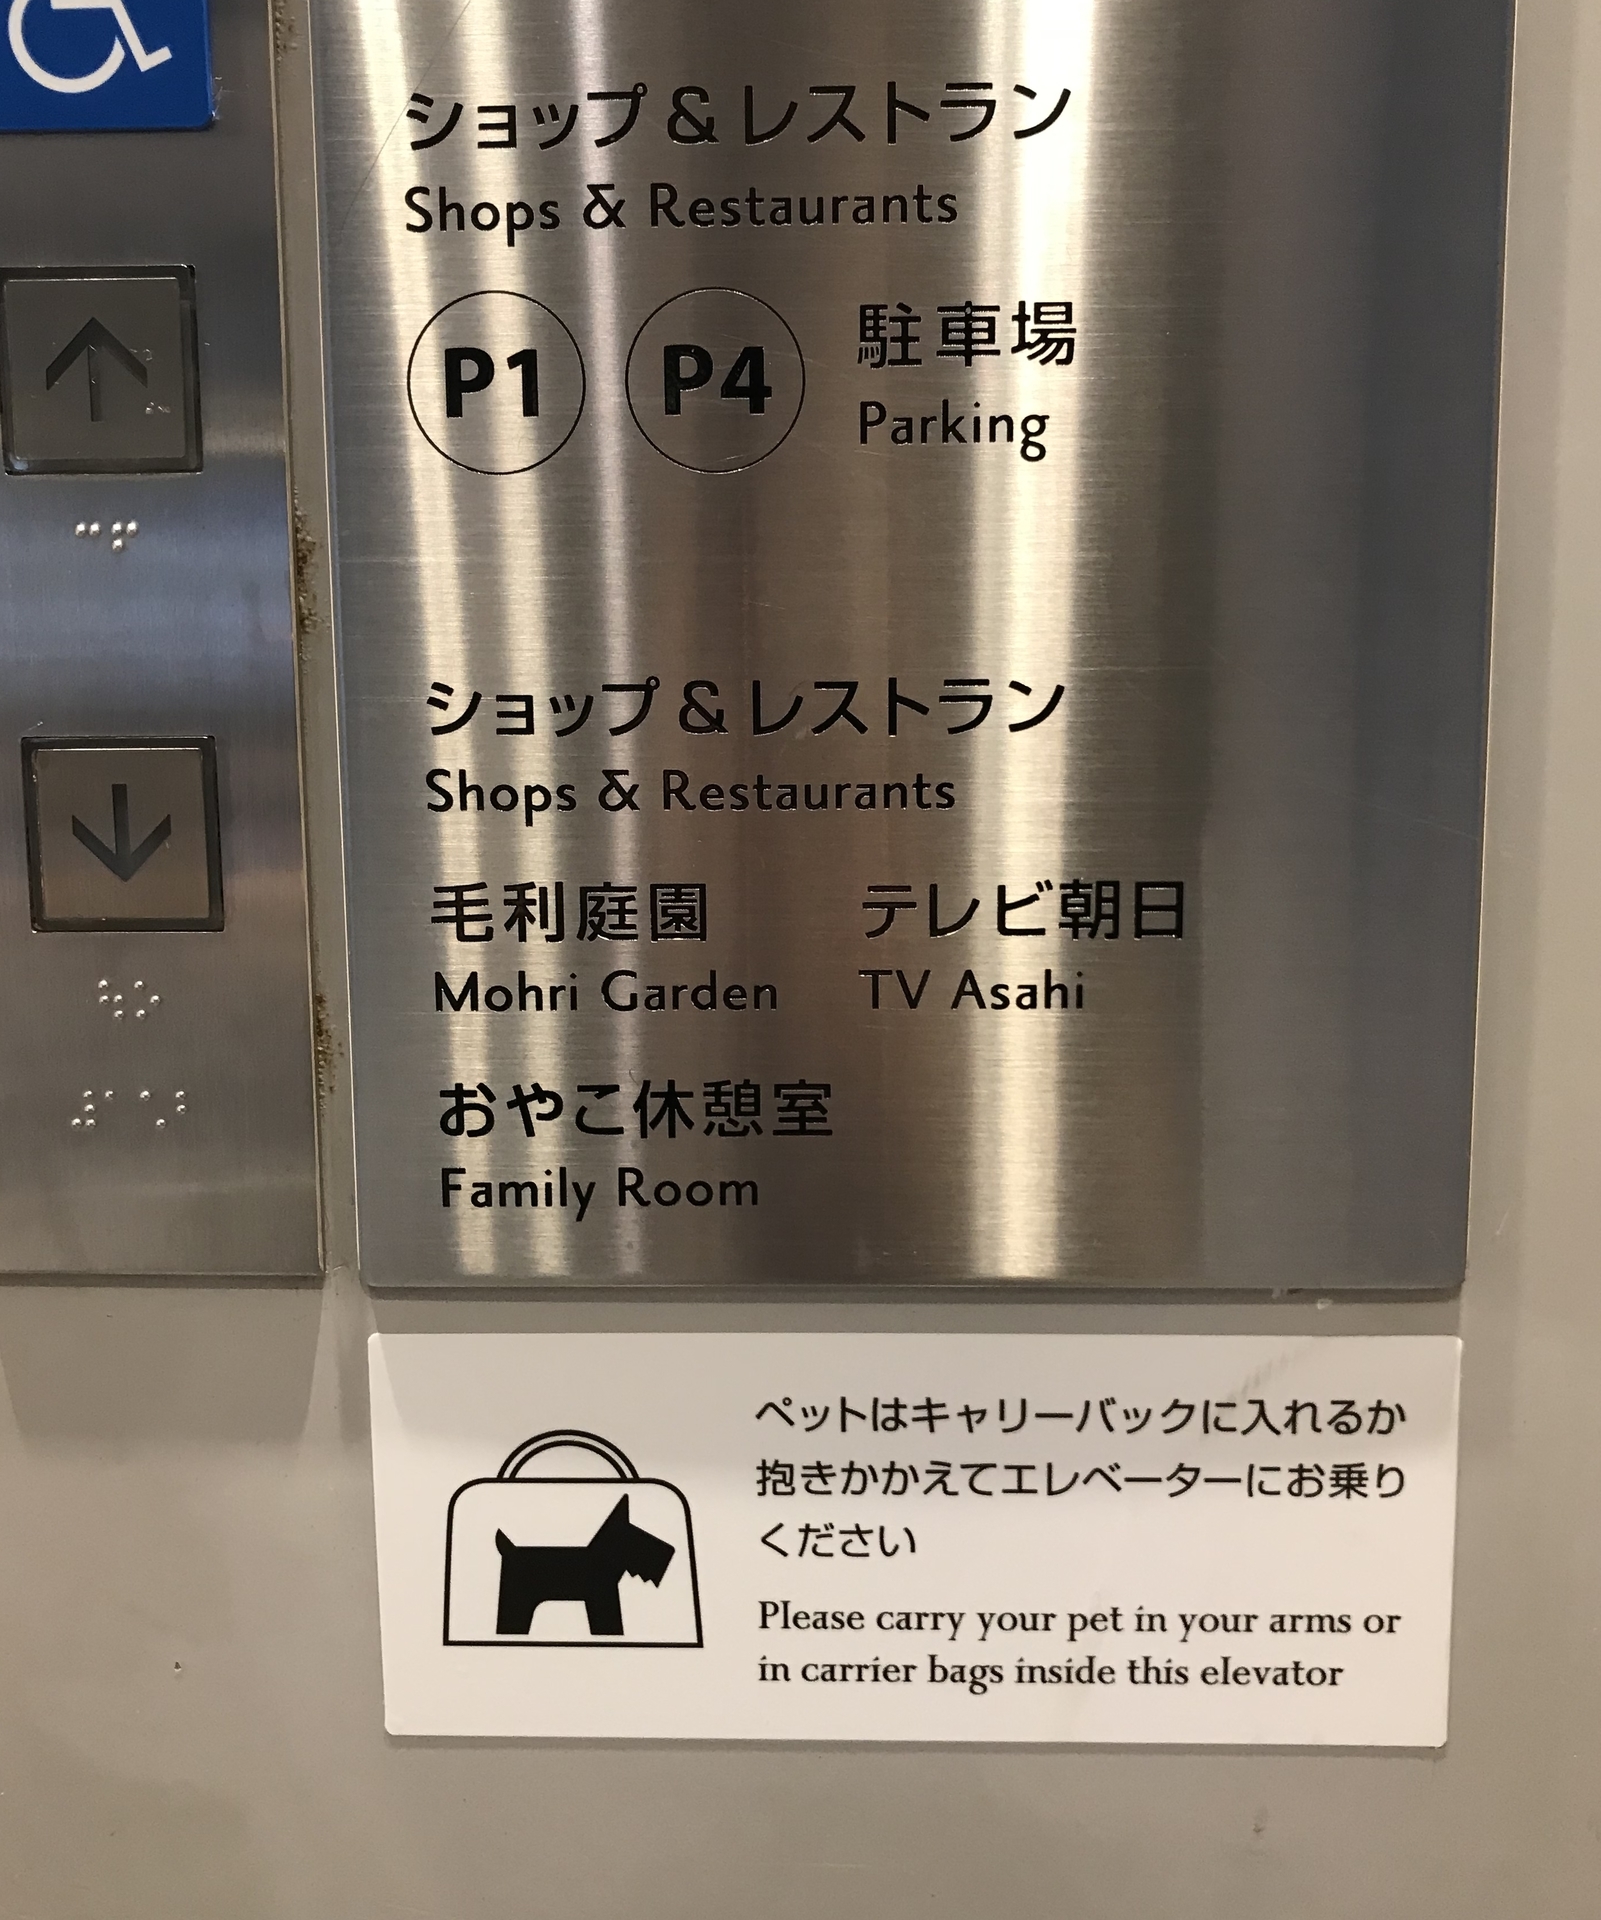 ショップ&レストラン
Shops & Restaurants
P1 P4 駐車場
Parking
ショップ&レストラン
Shops & Restaurants
毛利庭園 テレビ朝日
Mohri Garden TV Asahi
おやこ休憩室
Family Room
ペットはキャリーバックに入れるか
抱きかかえてエレベーターにお乗り
ください
Please carry your pet in your arms or
in carrier bags inside this elevator